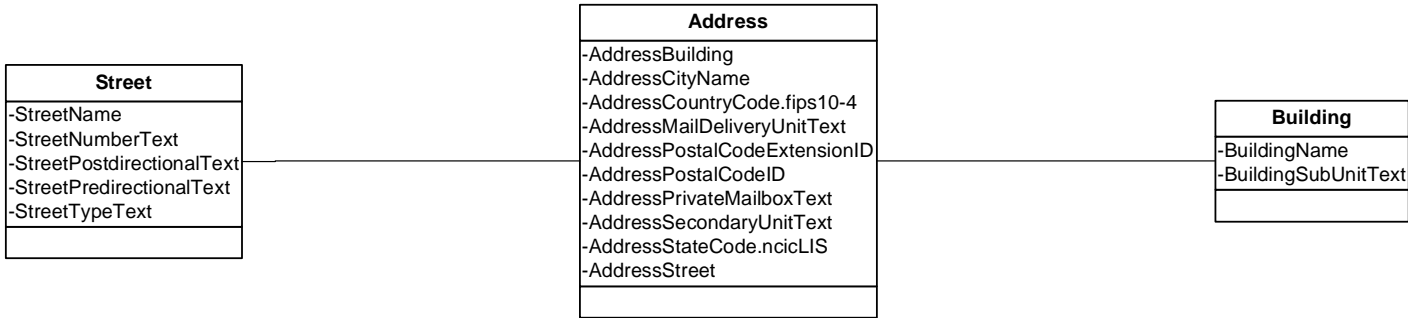 Street
-StreetName
-StreetNumberText
-StreetPostdirectionalText
-StreetPredirectionalText
-StreetTypeText
Address
-AddressBuilding
-AddressCityName
-AddressCountryCode.fips10-4
-AddressMailDeliveryUnitText
-AddressPostalCodeExtensionID
-AddressPostalCodeID
-AddressPrivateMailboxText
-AddressSecondaryUnitText
-AddressStateCode.ncicLIS
-AddressStreet
Building
-BuildingName
-BuildingSubUnitText